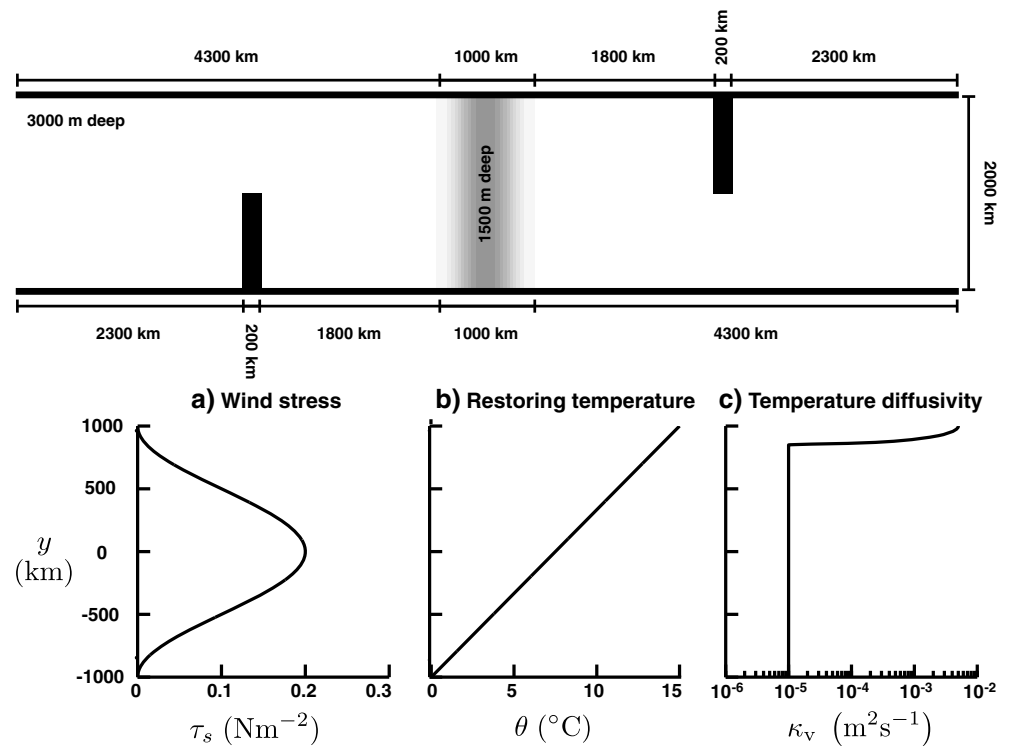 4300 km
1000 km
1800 km
200 km
2300 km
3000 m deep
1500 m deep
2000 km
2300 km
200 km
1800 km
1000 km
4300 km
a) Wind stress
b) Restoring temperature
c) Temperature diffusivity
1000
500
0
-500
-1000
y
(km)
0 0.1 0.2 0.3
0 5 10 15
10⁻⁶ 10⁻⁵ 10⁻⁴ 10⁻³ 10⁻²
τₛ (Nm⁻²)
θ (°C)
κᵥ (m²s⁻¹)